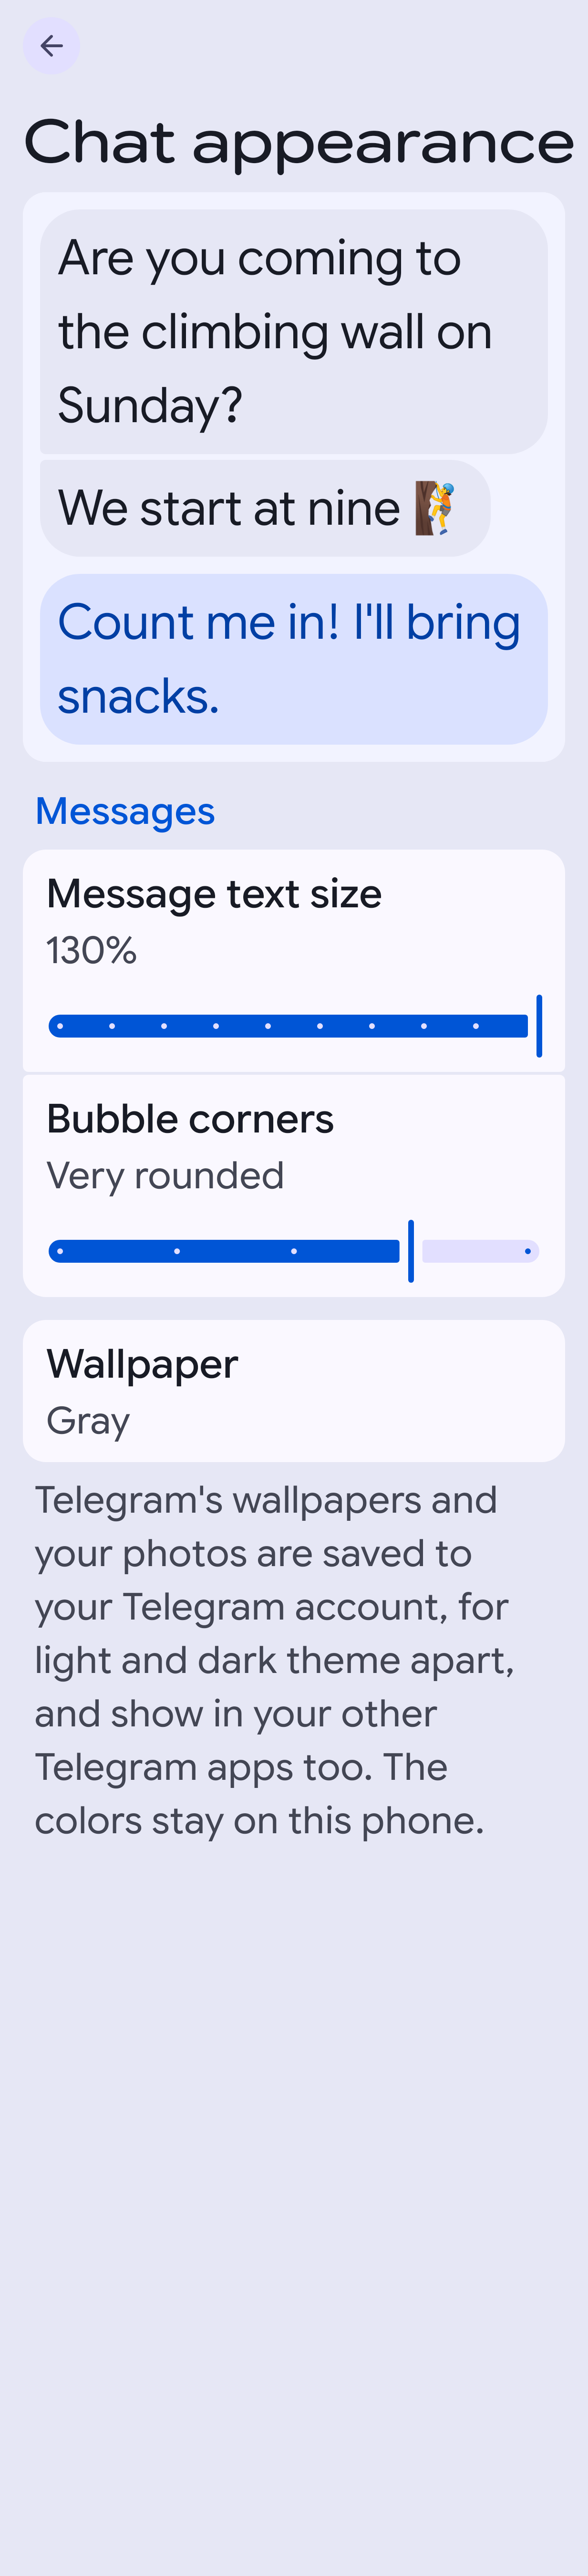 Chat appearance
Are you coming to
the climbing wall on
Sunday?
We start at nine 🧗
Count me in! I'll bring
snacks.
Messages
Message text size
130%
Bubble corners
Very rounded
Wallpaper
Gray
Telegram's wallpapers and
your photos are saved to
your Telegram account, for
light and dark theme apart,
and show in your other
Telegram apps too. The
colors stay on this phone.